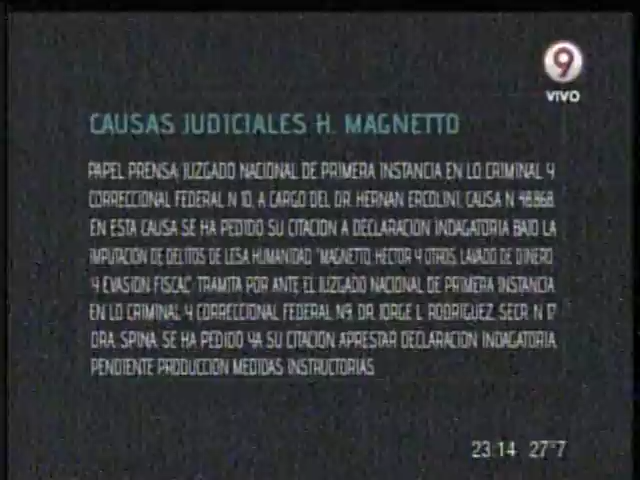 9
VIVO
CAUSAS JUDICIALES H. MAGNETTO
PAPEL PRENSA: JUZGADO NACIONAL DE PRIMERA INSTANCIA EN LO CRIMINAL Y
CORRECCIONAL FEDERAL N 10, A CARGO DEL DR. HERNAN ERCOLINI, CAUSA N 48.968.
EN ESTA CAUSA SE HA PEDIDO SU CITACION A DECLARACION INDAGATORIA BAJO LA
IMPUTACION DE DELITOS DE LESA HUMANIDAD. "MAGNETTO, HECTOR Y OTROS, LAVADO DE DINERO
Y EVASION FISCAL" TRAMITA POR ANTE EL JUZGADO NACIONAL DE PRIMERA INSTANCIA
EN LO CRIMINAL Y CORRECCIONAL FEDERAL N9, DR. JORGE L. RODRIGUEZ, SECR. N 17
DRA. SPINA. SE HA PEDIDO YA SU CITACION APRESTAR DECLARACION INDAGATORIA,
PENDIENTE PRODUCCION MEDIDAS INSTRUCTORIAS.
23:14 27°7